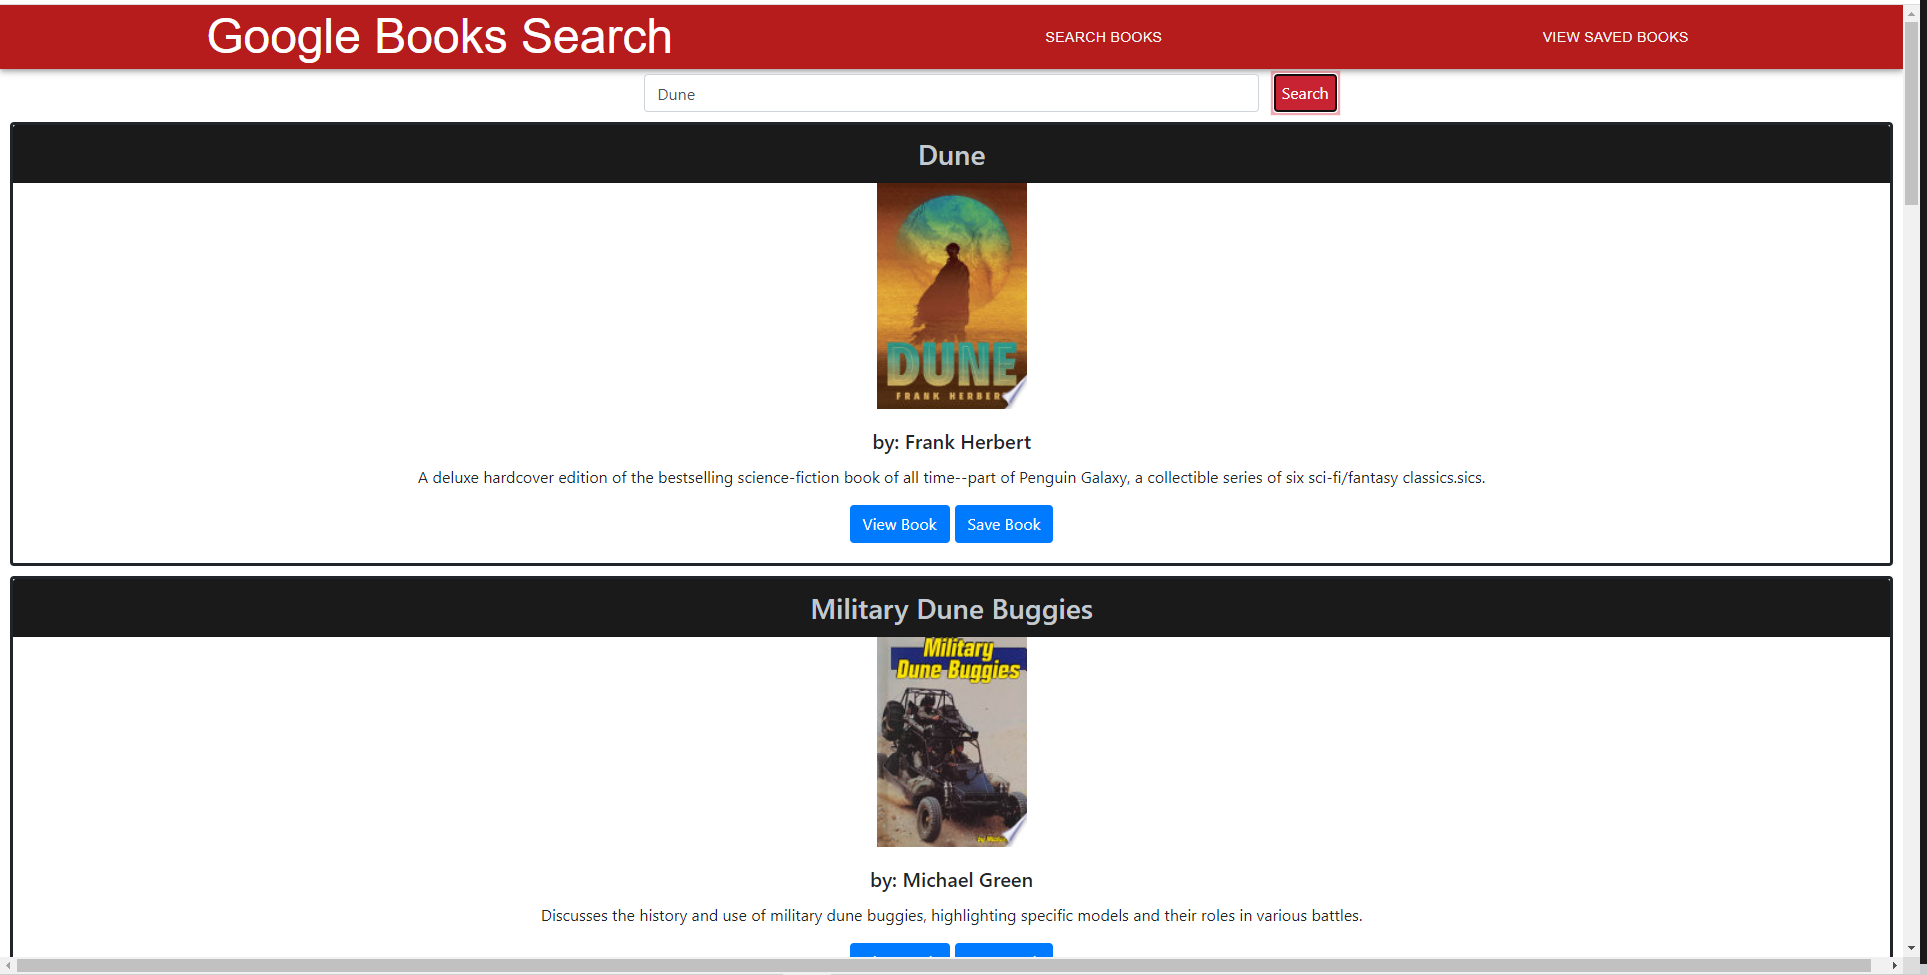 Google Books Search
SEARCH BOOKS
VIEW SAVED BOOKS
Dune
Search
Dune
DUNE
FRANK HERBER
by: Frank Herbert
A deluxe hardcover edition of the bestselling science-fiction book of all time--part of Penguin Galaxy, a collectible series of six sci-fi/fantasy classics.sics.
View Book
Save Book
Military Dune Buggies
Military
Dune Buggies
by: Michael Green
Discusses the history and use of military dune buggies, highlighting specific models and their roles in various battles.